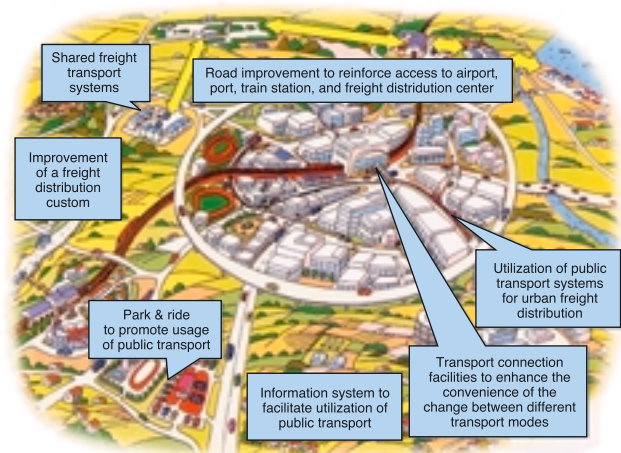 Shared freight
transport
systems
Road improvement to reinforce access to airport,
port, train station, and freight distridution center
Improvement
of a freight
distribution
custom
Utilization of public
transport systems
for urban freight
distribution
Park & ride
to promote usage
of public transport
Transport connection
facilities to enhance the
convenience of the
change between different
transport modes
Information system to
facilitate utilization of
public transport